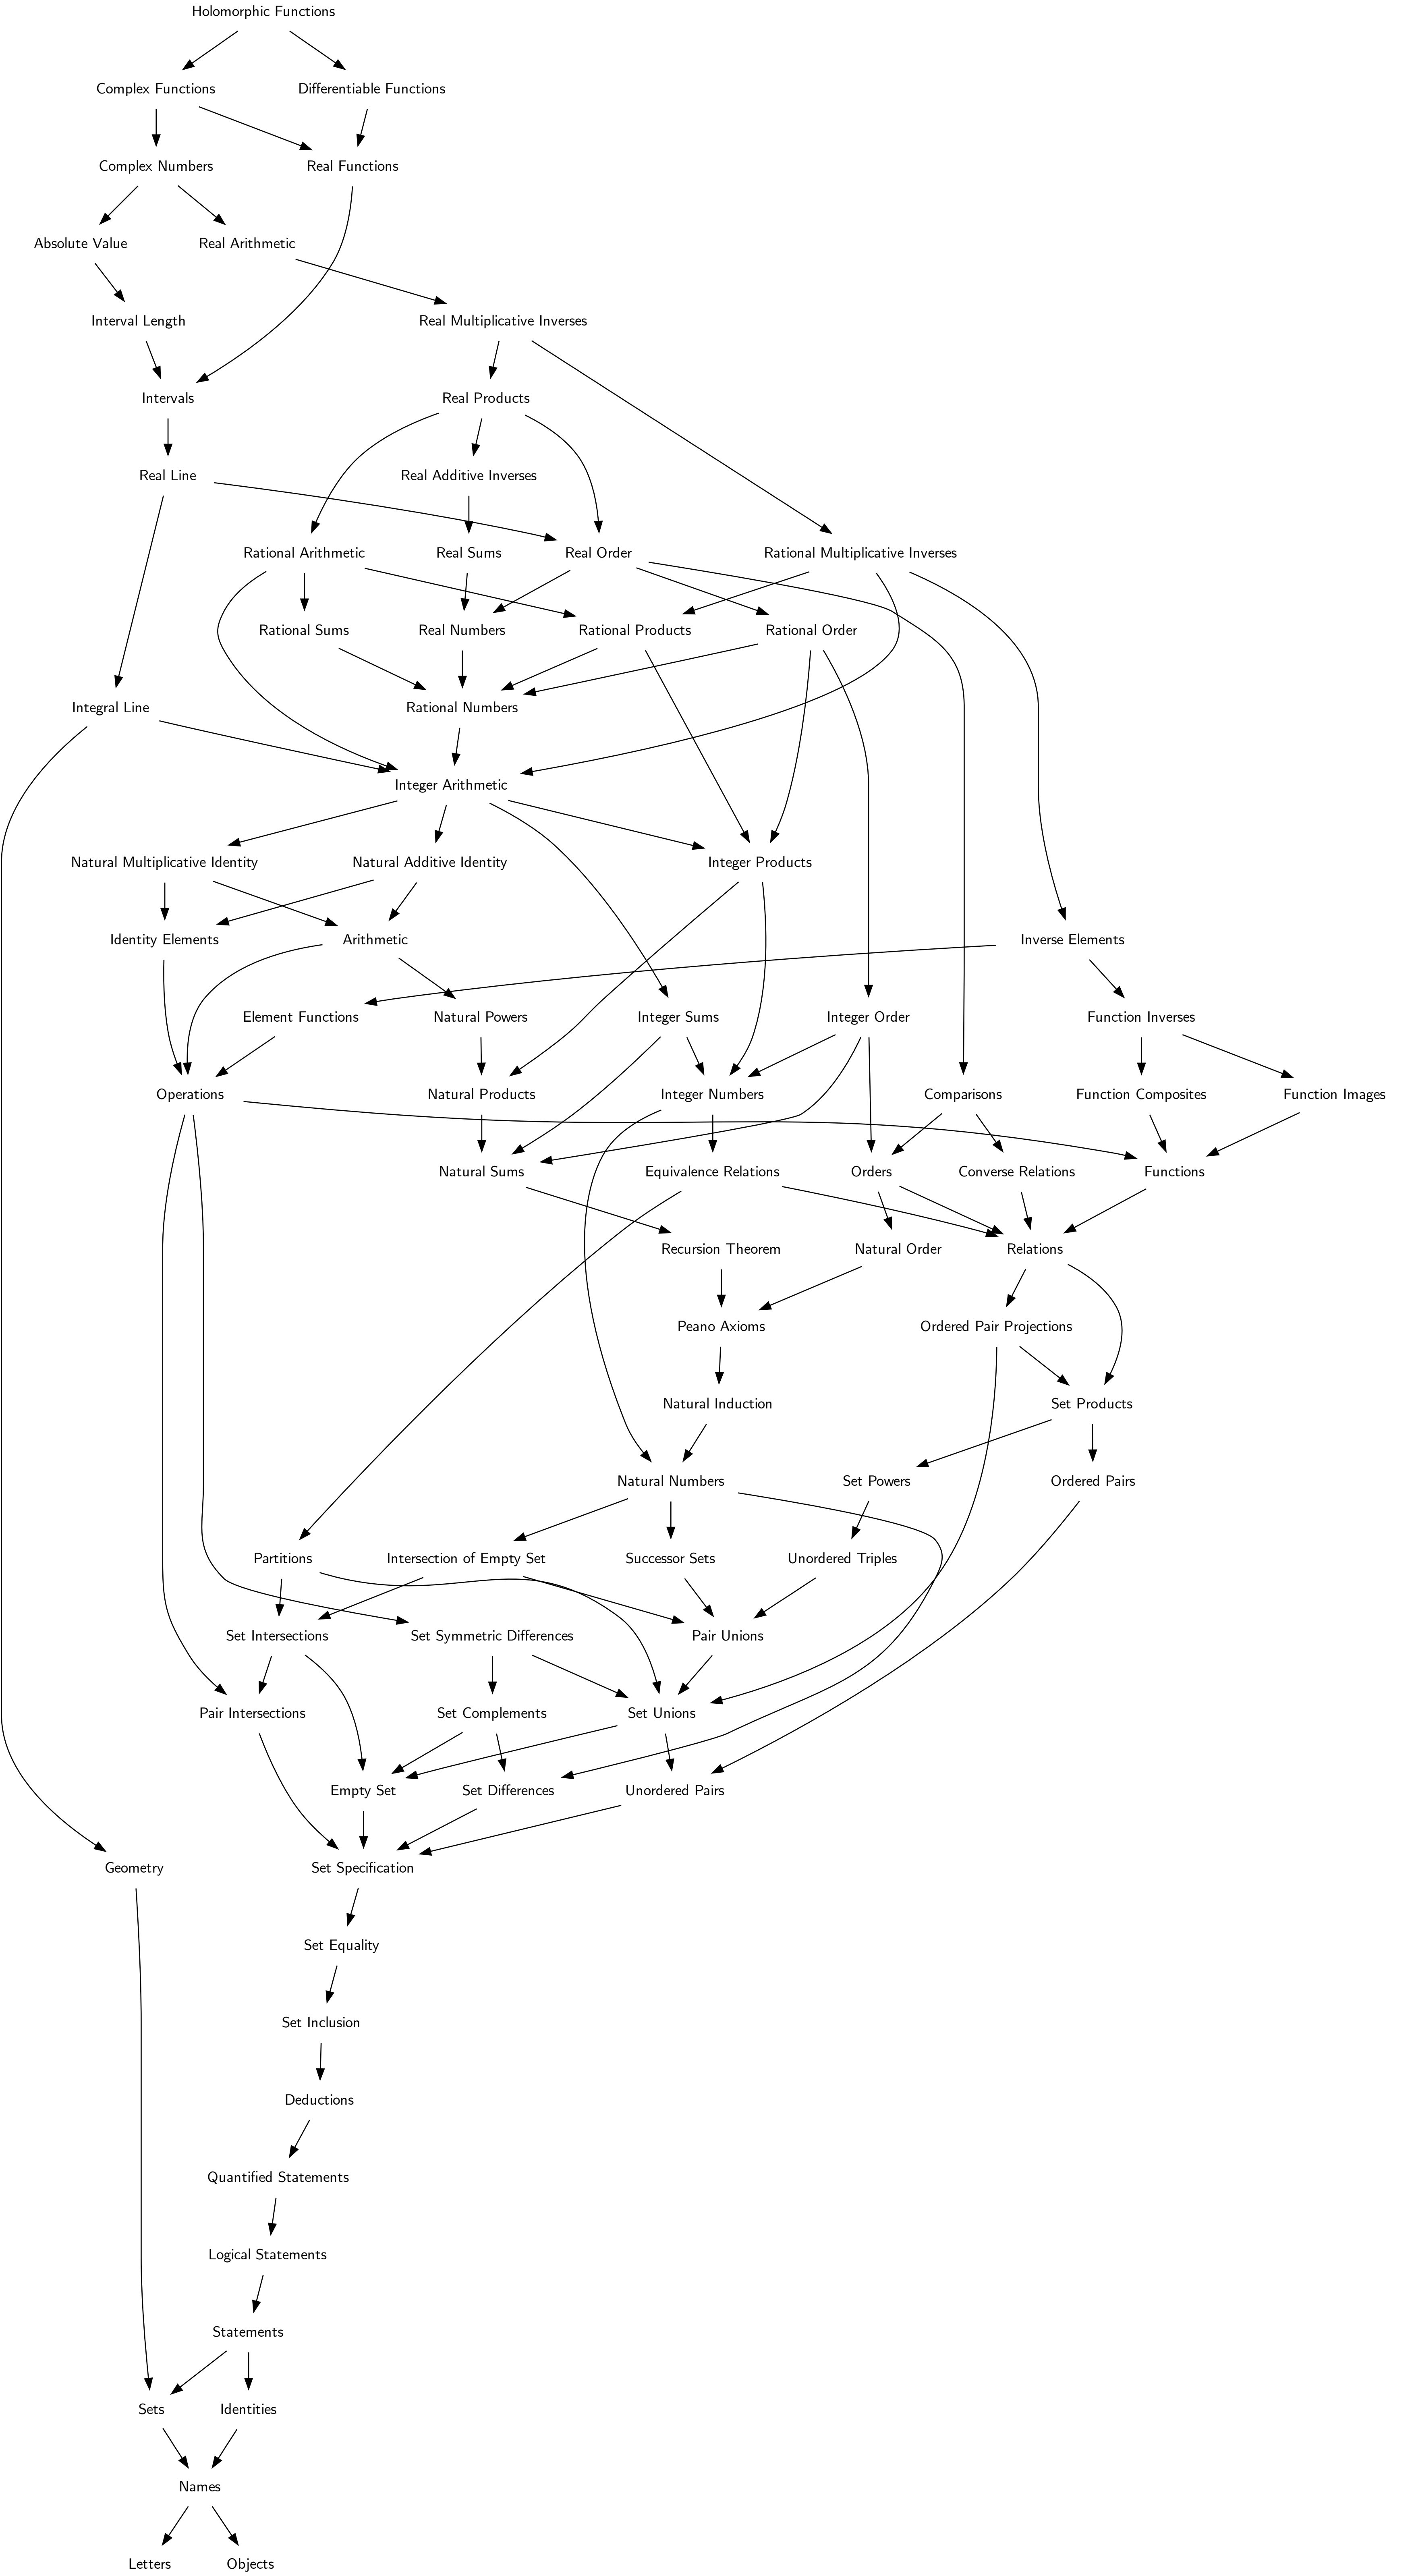 Holomorphic Functions
Complex Functions
Differentiable Functions
Complex Numbers
Real Functions
Absolute Value
Real Arithmetic
Interval Length
Real Multiplicative Inverses
Intervals
Real Products
Real Line
Real Additive Inverses
Rational Arithmetic
Real Sums
Real Order
Rational Multiplicative Inverses
Rational Sums
Real Numbers
Rational Products
Rational Order
Integral Line
Rational Numbers
Integer Arithmetic
Natural Multiplicative Identity
Natural Additive Identity
Integer Products
Identity Elements
Arithmetic
Inverse Elements
Element Functions
Natural Powers
Integer Sums
Integer Order
Function Inverses
Operations
Natural Products
Integer Numbers
Comparisons
Function Composites
Function Images
Natural Sums
Equivalence Relations
Orders
Converse Relations
Functions
Recursion Theorem
Natural Order
Relations
Peano Axioms
Ordered Pair Projections
Natural Induction
Set Products
Natural Numbers
Set Powers
Ordered Pairs
Partitions
Intersection of Empty Set
Successor Sets
Unordered Triples
Set Intersections
Set Symmetric Differences
Pair Unions
Pair Intersections
Set Complements
Set Unions
Empty Set
Set Differences
Unordered Pairs
Geometry
Set Specification
Set Equality
Set Inclusion
Deductions
Quantified Statements
Logical Statements
Statements
Sets
Identities
Names
Letters
Objects